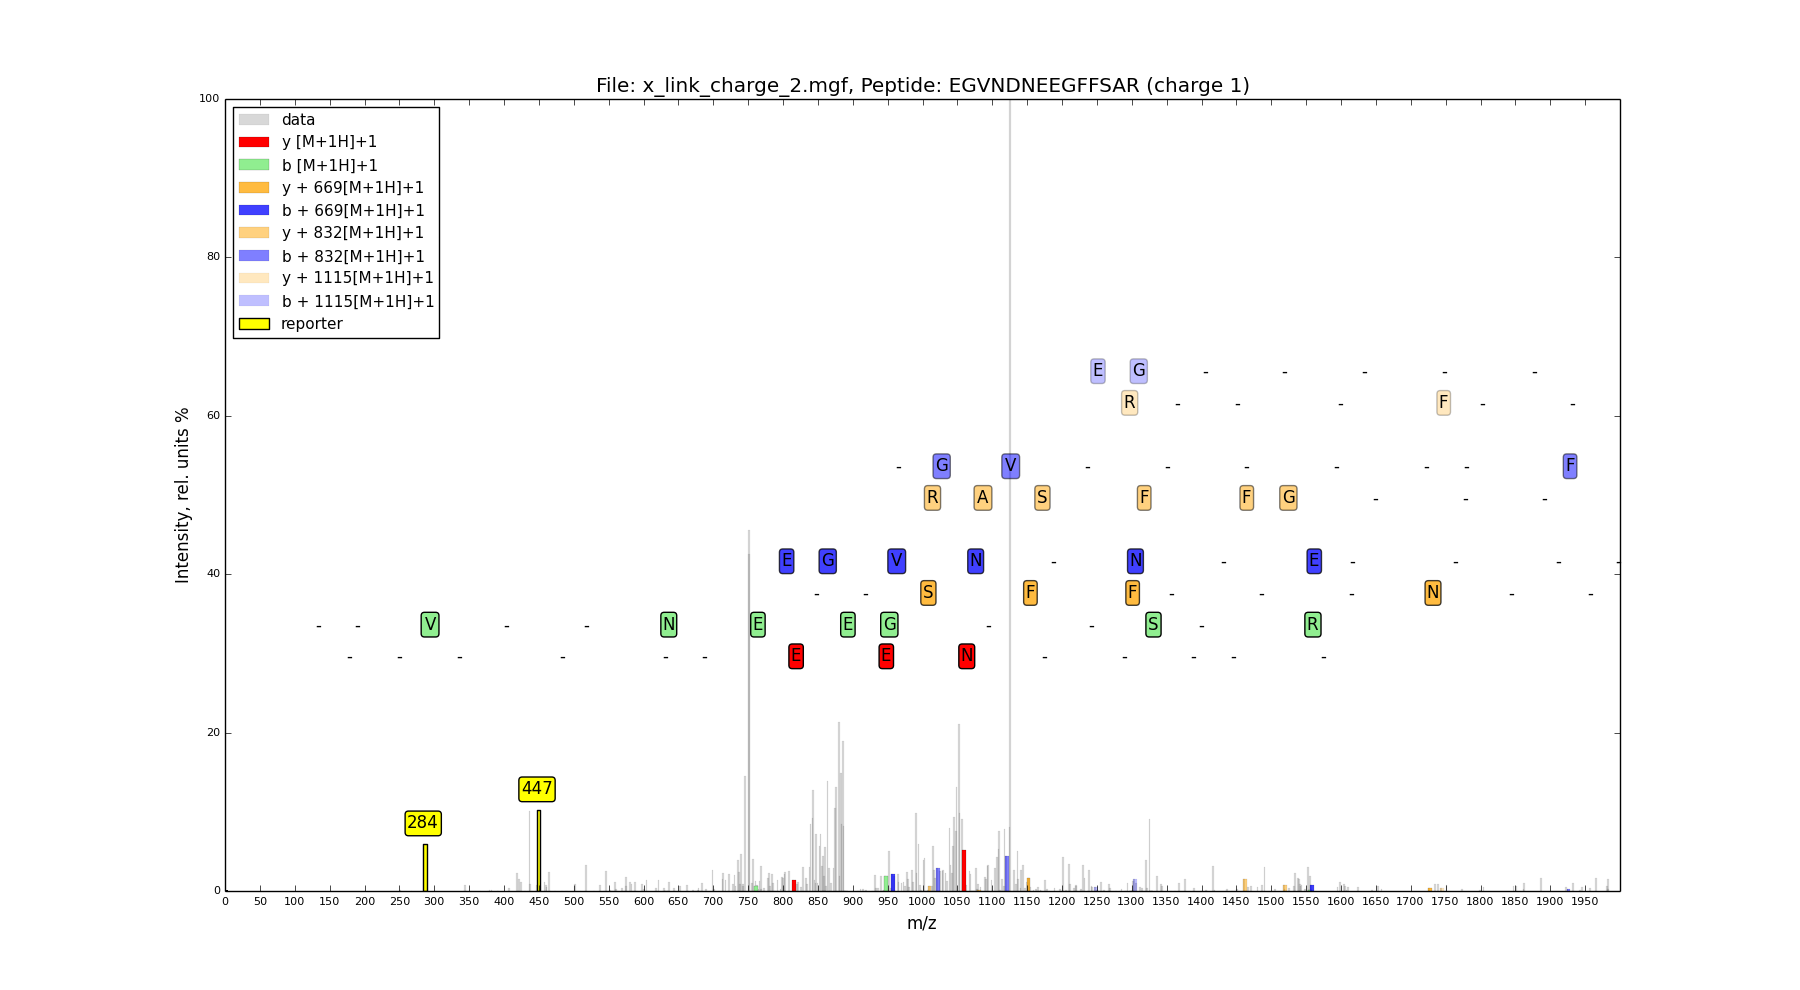 File: x_link_charge_2.mgf, Peptide: EGVNDNEEGFFSAR (charge 1)
100
data
y [M+1H]+1
b [M+1H]+1
y + 669[M+1H]+1
b + 669[M+1H]+1
y + 832[M+1H]+1
b + 832[M+1H]+1
y + 1115[M+1H]+1
b + 1115[M+1H]+1
reporter
80
60
40
20
0
Intensity, rel. units %
E G - - - - -
R - - - F - -
- G V - - - - - - F
R A S F F G - - -
E G V N - N - E - - - -
- - S F F - - - N - -
- - V - - N E E G - - S - R
- - - - - - E E N - - - - -
447
284
0 50 100 150 200 250 300 350 400 450 500 550 600 650 700 750 800 850 900 950 1000 1050 1100 1150 1200 1250 1300 1350 1400 1450 1500 1550 1600 1650 1700 1750 1800 1850 1900 1950
m/z